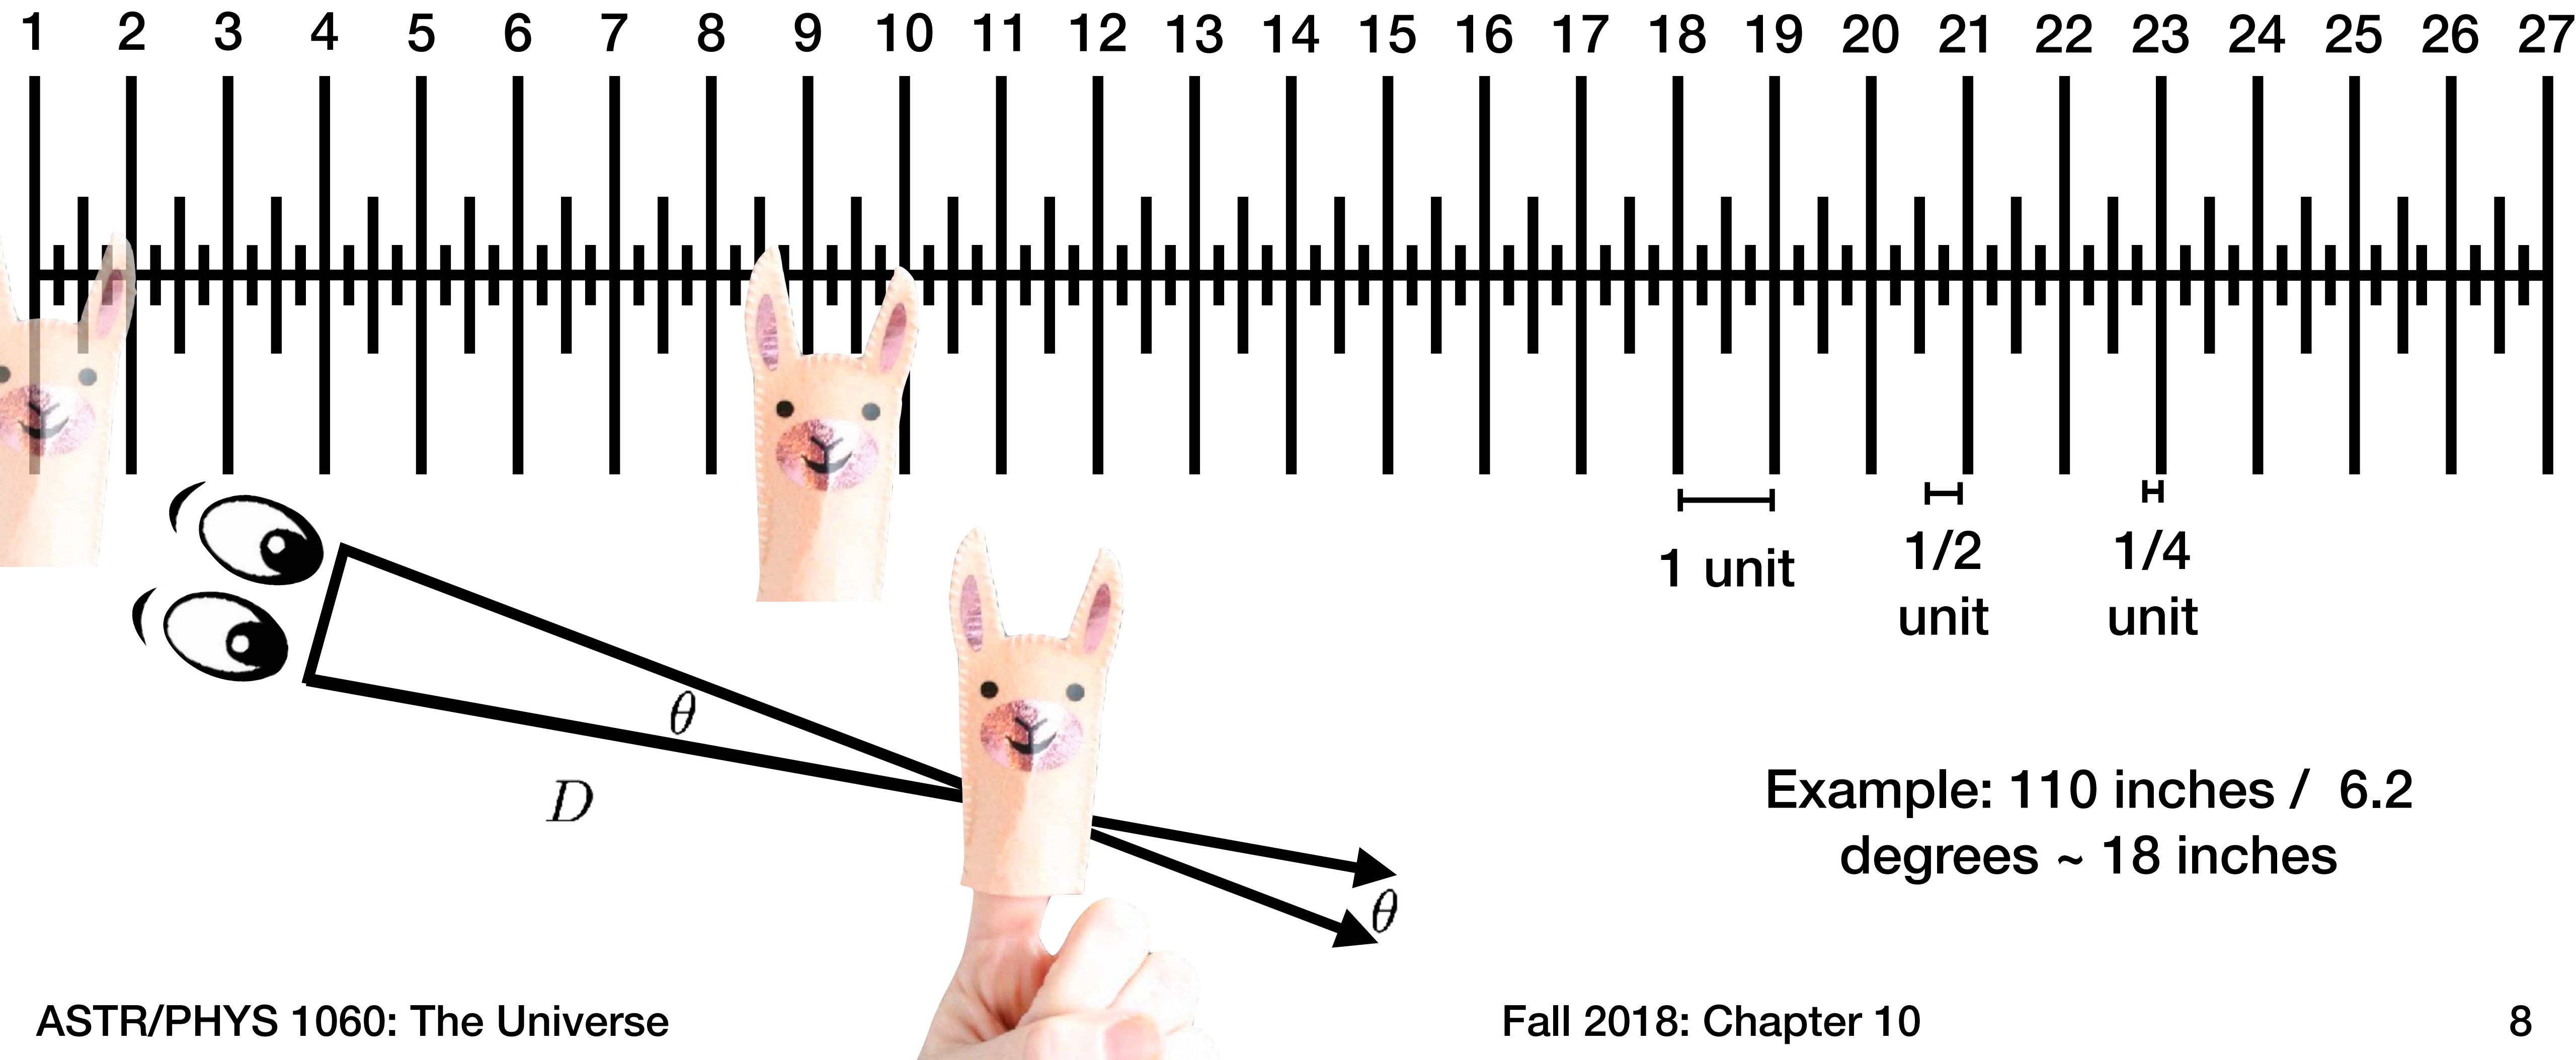 1 2 3 4 5 6 7 8 9 10 11 12 13 14 15 16 17 18 19 20 21 22 23 24 25 26 27
1 unit
1/2
unit
1/4
unit
θ
D
θ
Example: 110 inches / 6.2
degrees ~ 18 inches
ASTR/PHYS 1060: The Universe
Fall 2018: Chapter 10
8